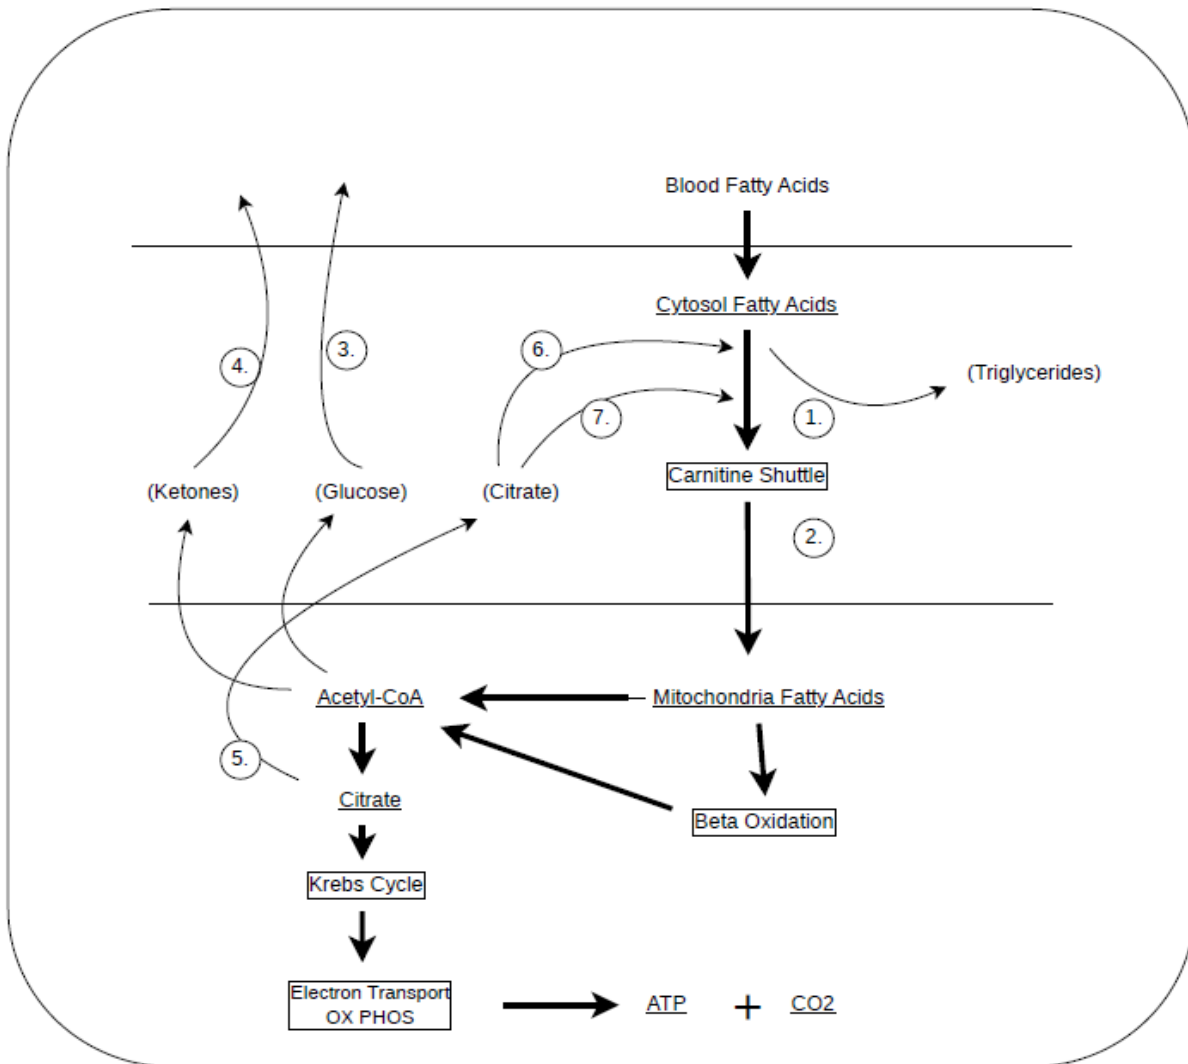 Blood Fatty Acids
Cytosol Fatty Acids
6.
3.
4.
(Triglycerides)
7.
1.
Carnitine Shuttle
(Ketones)
(Glucose)
(Citrate)
2.
Acetyl-CoA
Mitochondria Fatty Acids
5.
Citrate
Beta Oxidation
Krebs Cycle
Electron Transport
OX PHOS
ATP + CO2